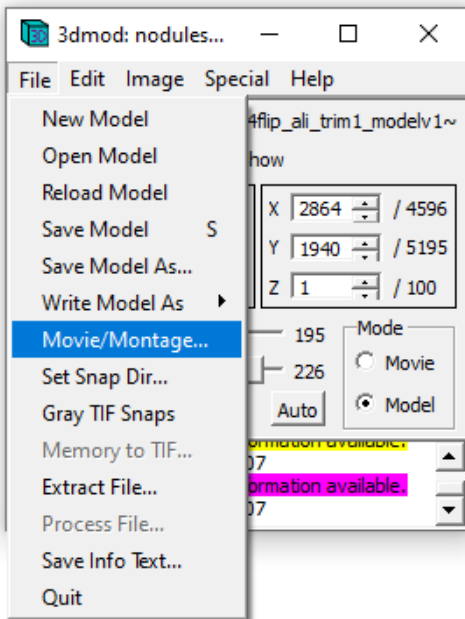 3dmod: nodules...
File Edit Image Special Help
New Model
4flip_ali_trim1_modelv1~
Open Model
how
Reload Model
X 2864 / 4596
Save Model S
Y 1940 / 5195
Save Model As...
Z 1 / 100
Write Model As
Movie/Montage...
195
Mode
Movie
Set Snap Dir...
226
Gray TIF Snaps
Auto
Model
Memory to TIF...
ormation available.
07
Extract File...
ormation available.
07
Process File...
Save Info Text...
Quit